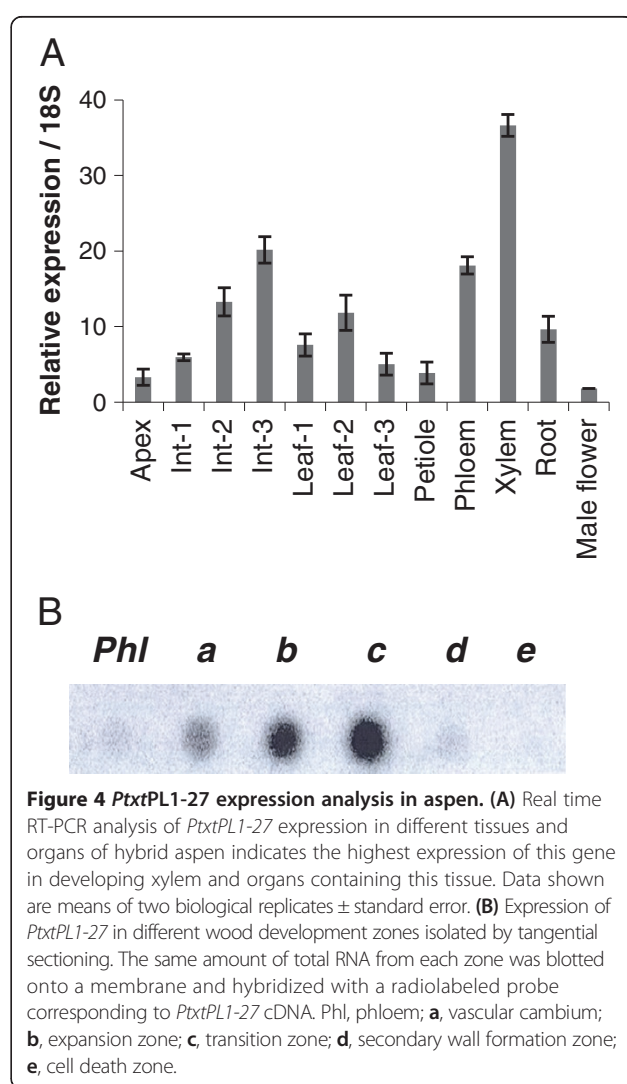 A
Relative expression / 18S
40
30
20
10
0
Apex
Int-1
Int-2
Int-3
Leaf-1
Leaf-2
Leaf-3
Petiole
Phloem
Xylem
Root
Male flower
B
Phl a b c d e
Figure 4 PtxtPL1-27 expression analysis in aspen. (A) Real time
RT-PCR analysis of PtxtPL1-27 expression in different tissues and
organs of hybrid aspen indicates the highest expression of this gene
in developing xylem and organs containing this tissue. Data shown
are means of two biological replicates ± standard error. (B) Expression of
PtxtPL1-27 in different wood development zones isolated by tangential
sectioning. The same amount of total RNA from each zone was blotted
onto a membrane and hybridized with a radiolabeled probe
corresponding to PtxtPL1-27 cDNA. Phl, phloem; a, vascular cambium;
b, expansion zone; c, transition zone; d, secondary wall formation zone;
e, cell death zone.